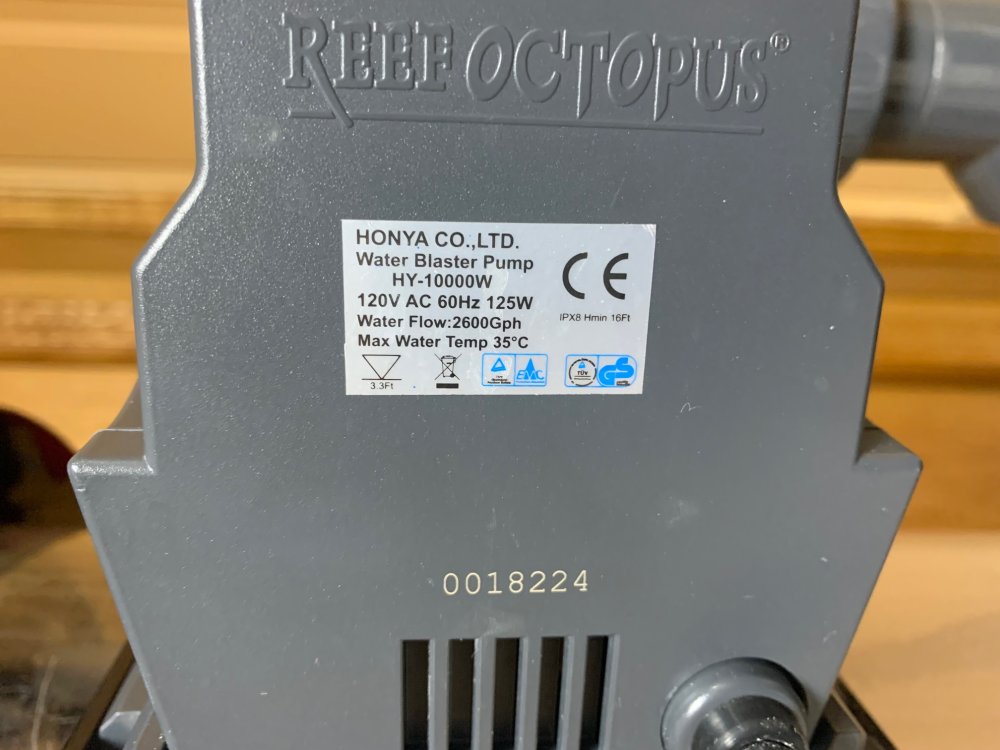 REEF OCTOPUS®
HONYA CO.,LTD.
Water Blaster Pump
HY-10000W
120V AC 60Hz 125W
Water Flow:2600Gph
Max Water Temp 35°C
CE
IPX8 Hmin 16Ft
3.3Ft
EMC
TÜV
GS
0018224